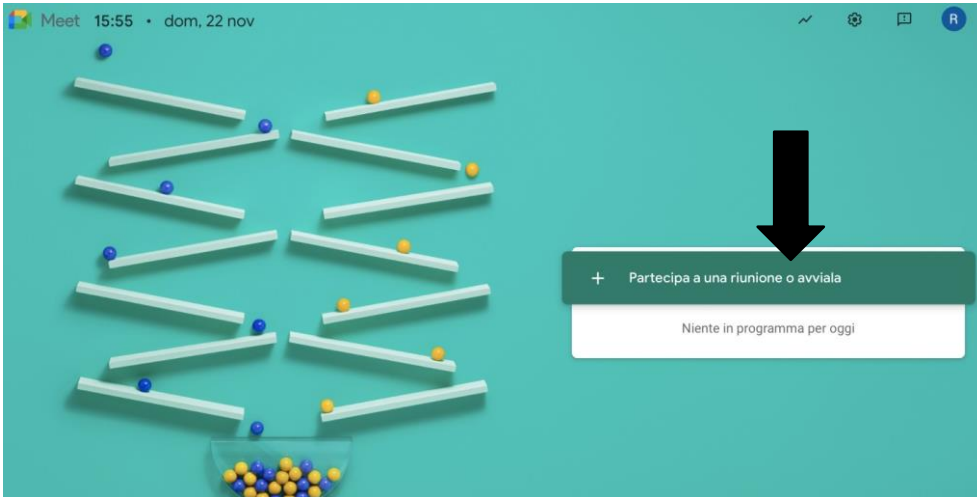 Meet 15:55 • dom, 22 nov
R
+ Partecipa a una riunione o avviala
Niente in programma per oggi